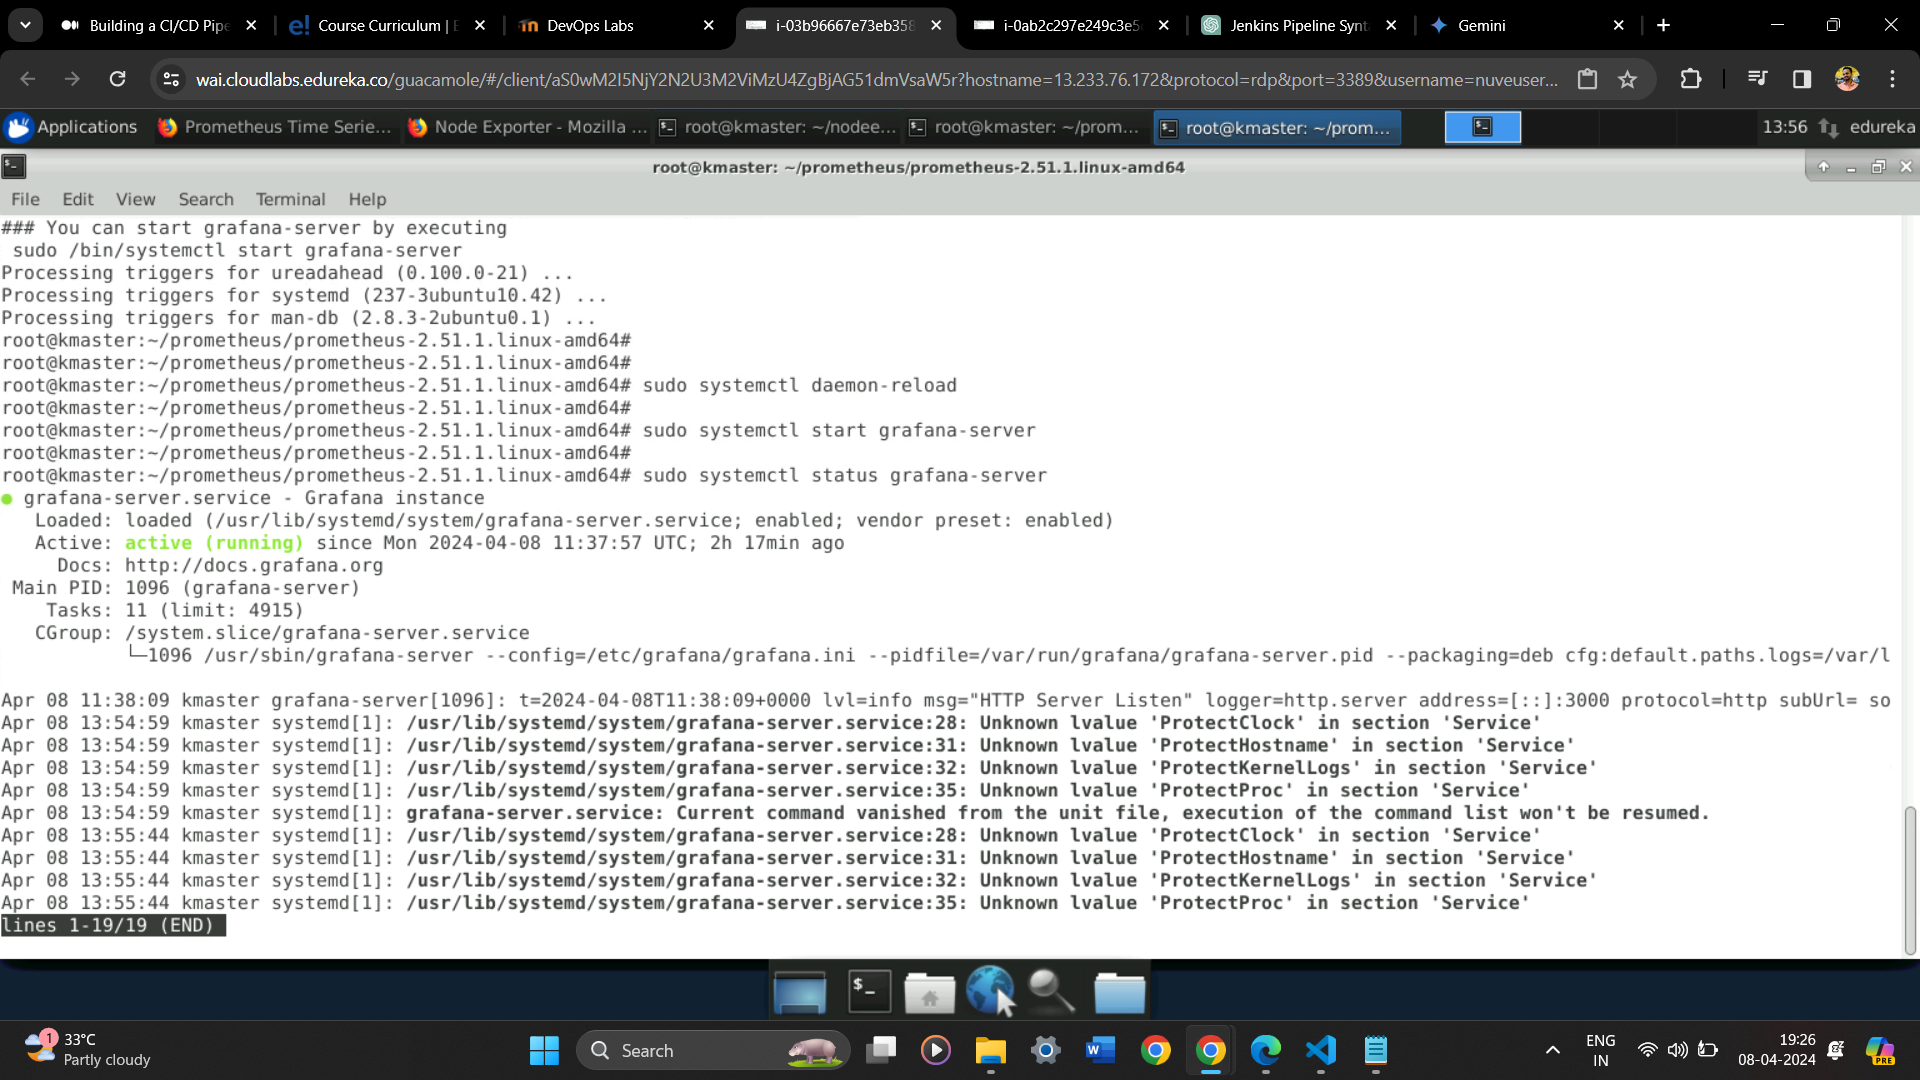 Building a CI/CD Pipe
Course Curriculum | E
DevOps Labs
i-03b96667e73eb358
i-0ab2c297e249c3e5
Jenkins Pipeline Synt
Gemini
wai.cloudlabs.edureka.co/guacamole/#/client/aS0wM2I5NjY2N2U3M2ViMzU4ZgBjAG51dmVsaW5r?hostname=13.233.76.172&protocol=rdp&port=3389&username=nuveuser...
Applications
Prometheus Time Serie...
Node Exporter - Mozilla ...
root@kmaster: ~/nodee...
root@kmaster: ~/prom...
root@kmaster: ~/prom...
13:56
edureka
root@kmaster: ~/prometheus/prometheus-2.51.1.linux-amd64
File Edit View Search Terminal Help
### You can start grafana-server by executing
sudo /bin/systemctl start grafana-server
Processing triggers for ureadahead (0.100.0-21) ...
Processing triggers for systemd (237-3ubuntu10.42) ...
Processing triggers for man-db (2.8.3-2ubuntu0.1) ...
root@kmaster:~/prometheus/prometheus-2.51.1.linux-amd64#
root@kmaster:~/prometheus/prometheus-2.51.1.linux-amd64#
root@kmaster:~/prometheus/prometheus-2.51.1.linux-amd64# sudo systemctl daemon-reload
root@kmaster:~/prometheus/prometheus-2.51.1.linux-amd64#
root@kmaster:~/prometheus/prometheus-2.51.1.linux-amd64# sudo systemctl start grafana-server
root@kmaster:~/prometheus/prometheus-2.51.1.linux-amd64#
root@kmaster:~/prometheus/prometheus-2.51.1.linux-amd64# sudo systemctl status grafana-server
● grafana-server.service - Grafana instance
Loaded: loaded (/usr/lib/systemd/system/grafana-server.service; enabled; vendor preset: enabled)
Active: active (running) since Mon 2024-04-08 11:37:57 UTC; 2h 17min ago
Docs: http://docs.grafana.org
Main PID: 1096 (grafana-server)
Tasks: 11 (limit: 4915)
CGroup: /system.slice/grafana-server.service
└─1096 /usr/sbin/grafana-server --config=/etc/grafana/grafana.ini --pidfile=/var/run/grafana/grafana-server.pid --packaging=deb cfg:default.paths.logs=/var/l
Apr 08 11:38:09 kmaster grafana-server[1096]: t=2024-04-08T11:38:09+0000 lvl=info msg="HTTP Server Listen" logger=http.server address=[::]:3000 protocol=http subUrl= so
Apr 08 13:54:59 kmaster systemd[1]: /usr/lib/systemd/system/grafana-server.service:28: Unknown lvalue 'ProtectClock' in section 'Service'
Apr 08 13:54:59 kmaster systemd[1]: /usr/lib/systemd/system/grafana-server.service:31: Unknown lvalue 'ProtectHostname' in section 'Service'
Apr 08 13:54:59 kmaster systemd[1]: /usr/lib/systemd/system/grafana-server.service:32: Unknown lvalue 'ProtectKernelLogs' in section 'Service'
Apr 08 13:54:59 kmaster systemd[1]: /usr/lib/systemd/system/grafana-server.service:35: Unknown lvalue 'ProtectProc' in section 'Service'
Apr 08 13:54:59 kmaster systemd[1]: grafana-server.service: Current command vanished from the unit file, execution of the command list won't be resumed.
Apr 08 13:55:44 kmaster systemd[1]: /usr/lib/systemd/system/grafana-server.service:28: Unknown lvalue 'ProtectClock' in section 'Service'
Apr 08 13:55:44 kmaster systemd[1]: /usr/lib/systemd/system/grafana-server.service:31: Unknown lvalue 'ProtectHostname' in section 'Service'
Apr 08 13:55:44 kmaster systemd[1]: /usr/lib/systemd/system/grafana-server.service:32: Unknown lvalue 'ProtectKernelLogs' in section 'Service'
Apr 08 13:55:44 kmaster systemd[1]: /usr/lib/systemd/system/grafana-server.service:35: Unknown lvalue 'ProtectProc' in section 'Service'
lines 1-19/19 (END)
1
33°C
Partly cloudy
Search
ENG
IN
19:26
08-04-2024
PRE